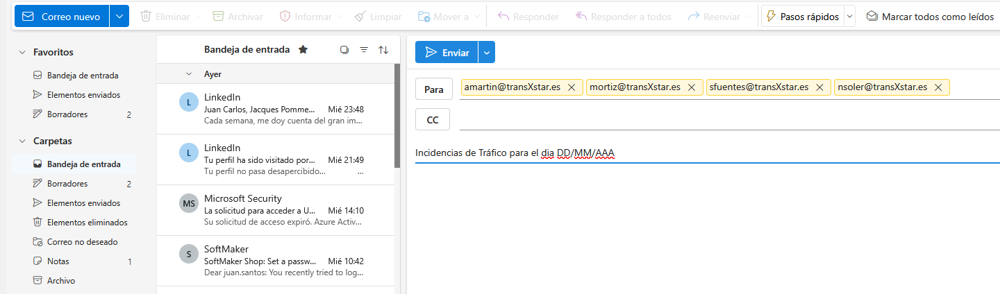 Correo nuevo Eliminar Archivar Informar Limpiar Mover a Responder Responder a todos Reenviar Pasos rápidos Marcar todos como leídos
Favoritos
Bandeja de entrada
Elementos enviados
Borradores 2
Carpetas
Bandeja de entrada
Borradores 2
Elementos enviados
Elementos eliminados
Correo no deseado
Notas 1
Archivo
Bandeja de entrada
Ayer
L
LinkedIn
Juan Carlos, Jacques Pomme... Mié 23:48
Cada semana, me doy cuenta del gran im...
L
LinkedIn
Tu perfil ha sido visitado por... Mié 21:49
Tu perfil no pasa desapercibido... ...
MS
Microsoft Security
La solicitud para acceder a U... Mié 14:10
Su solicitud de acceso expiró. Azure Activ...
S
SoftMaker
SoftMaker Shop: Set a passw... Mié 10:42
Dear juan.santos: You recently tried to log...
Enviar
Para amartin@transXstar.es mortiz@transXstar.es sfuentes@transXstar.es nsoler@transXstar.es
CC
Incidencias de Tráfico para el dia DD/MM/AAA